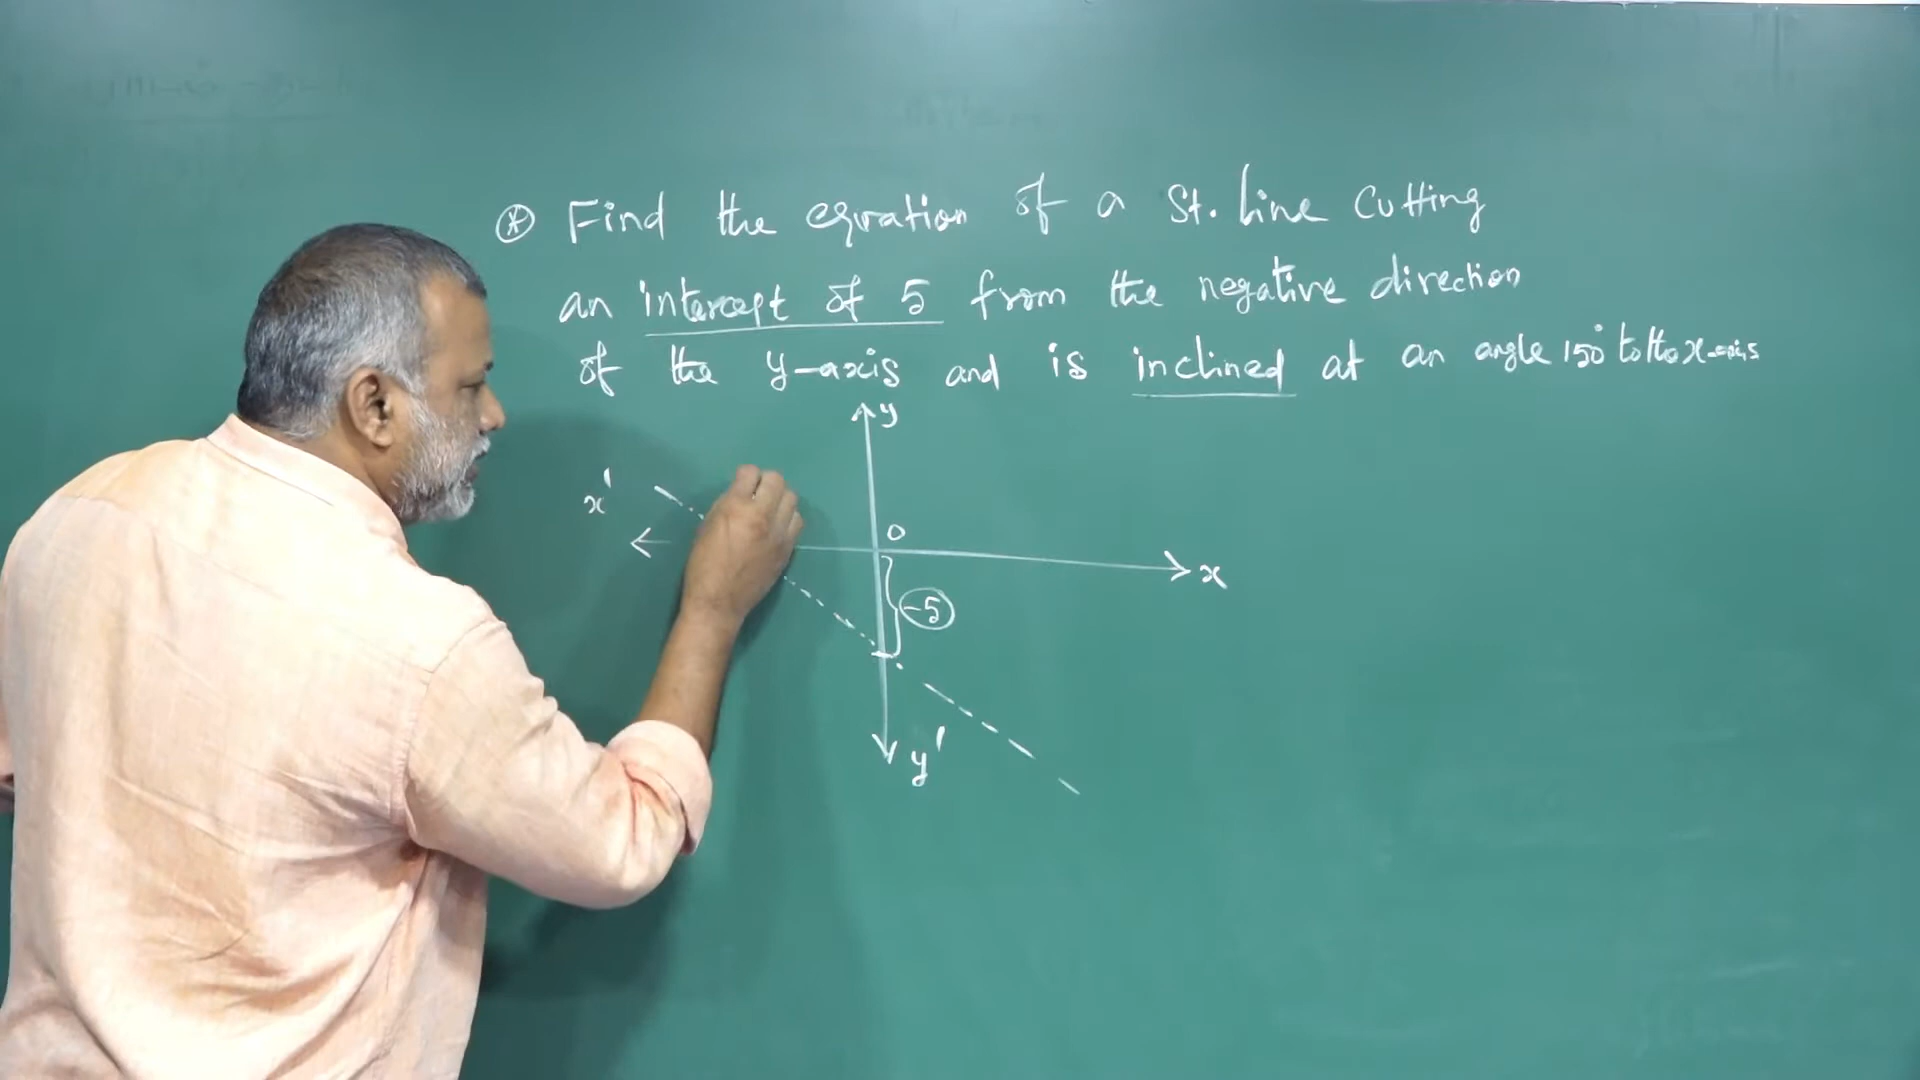 ⊛ Find the equation of a St. line cutting
an intercept of 5 from the negative direction
of the y-axis and is inclined at an angle 150° to the x-axis
y
x'
0
x
-5
y'